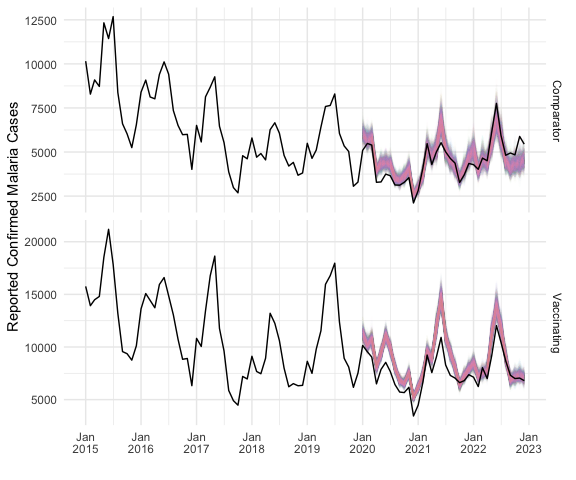 12500
10000
7500
5000
2500
Comparator
Reported Confirmed Malaria Cases
20000
15000
10000
5000
Vaccinating
Jan Jan Jan Jan Jan Jan Jan Jan Jan
2015 2016 2017 2018 2019 2020 2021 2022 2023